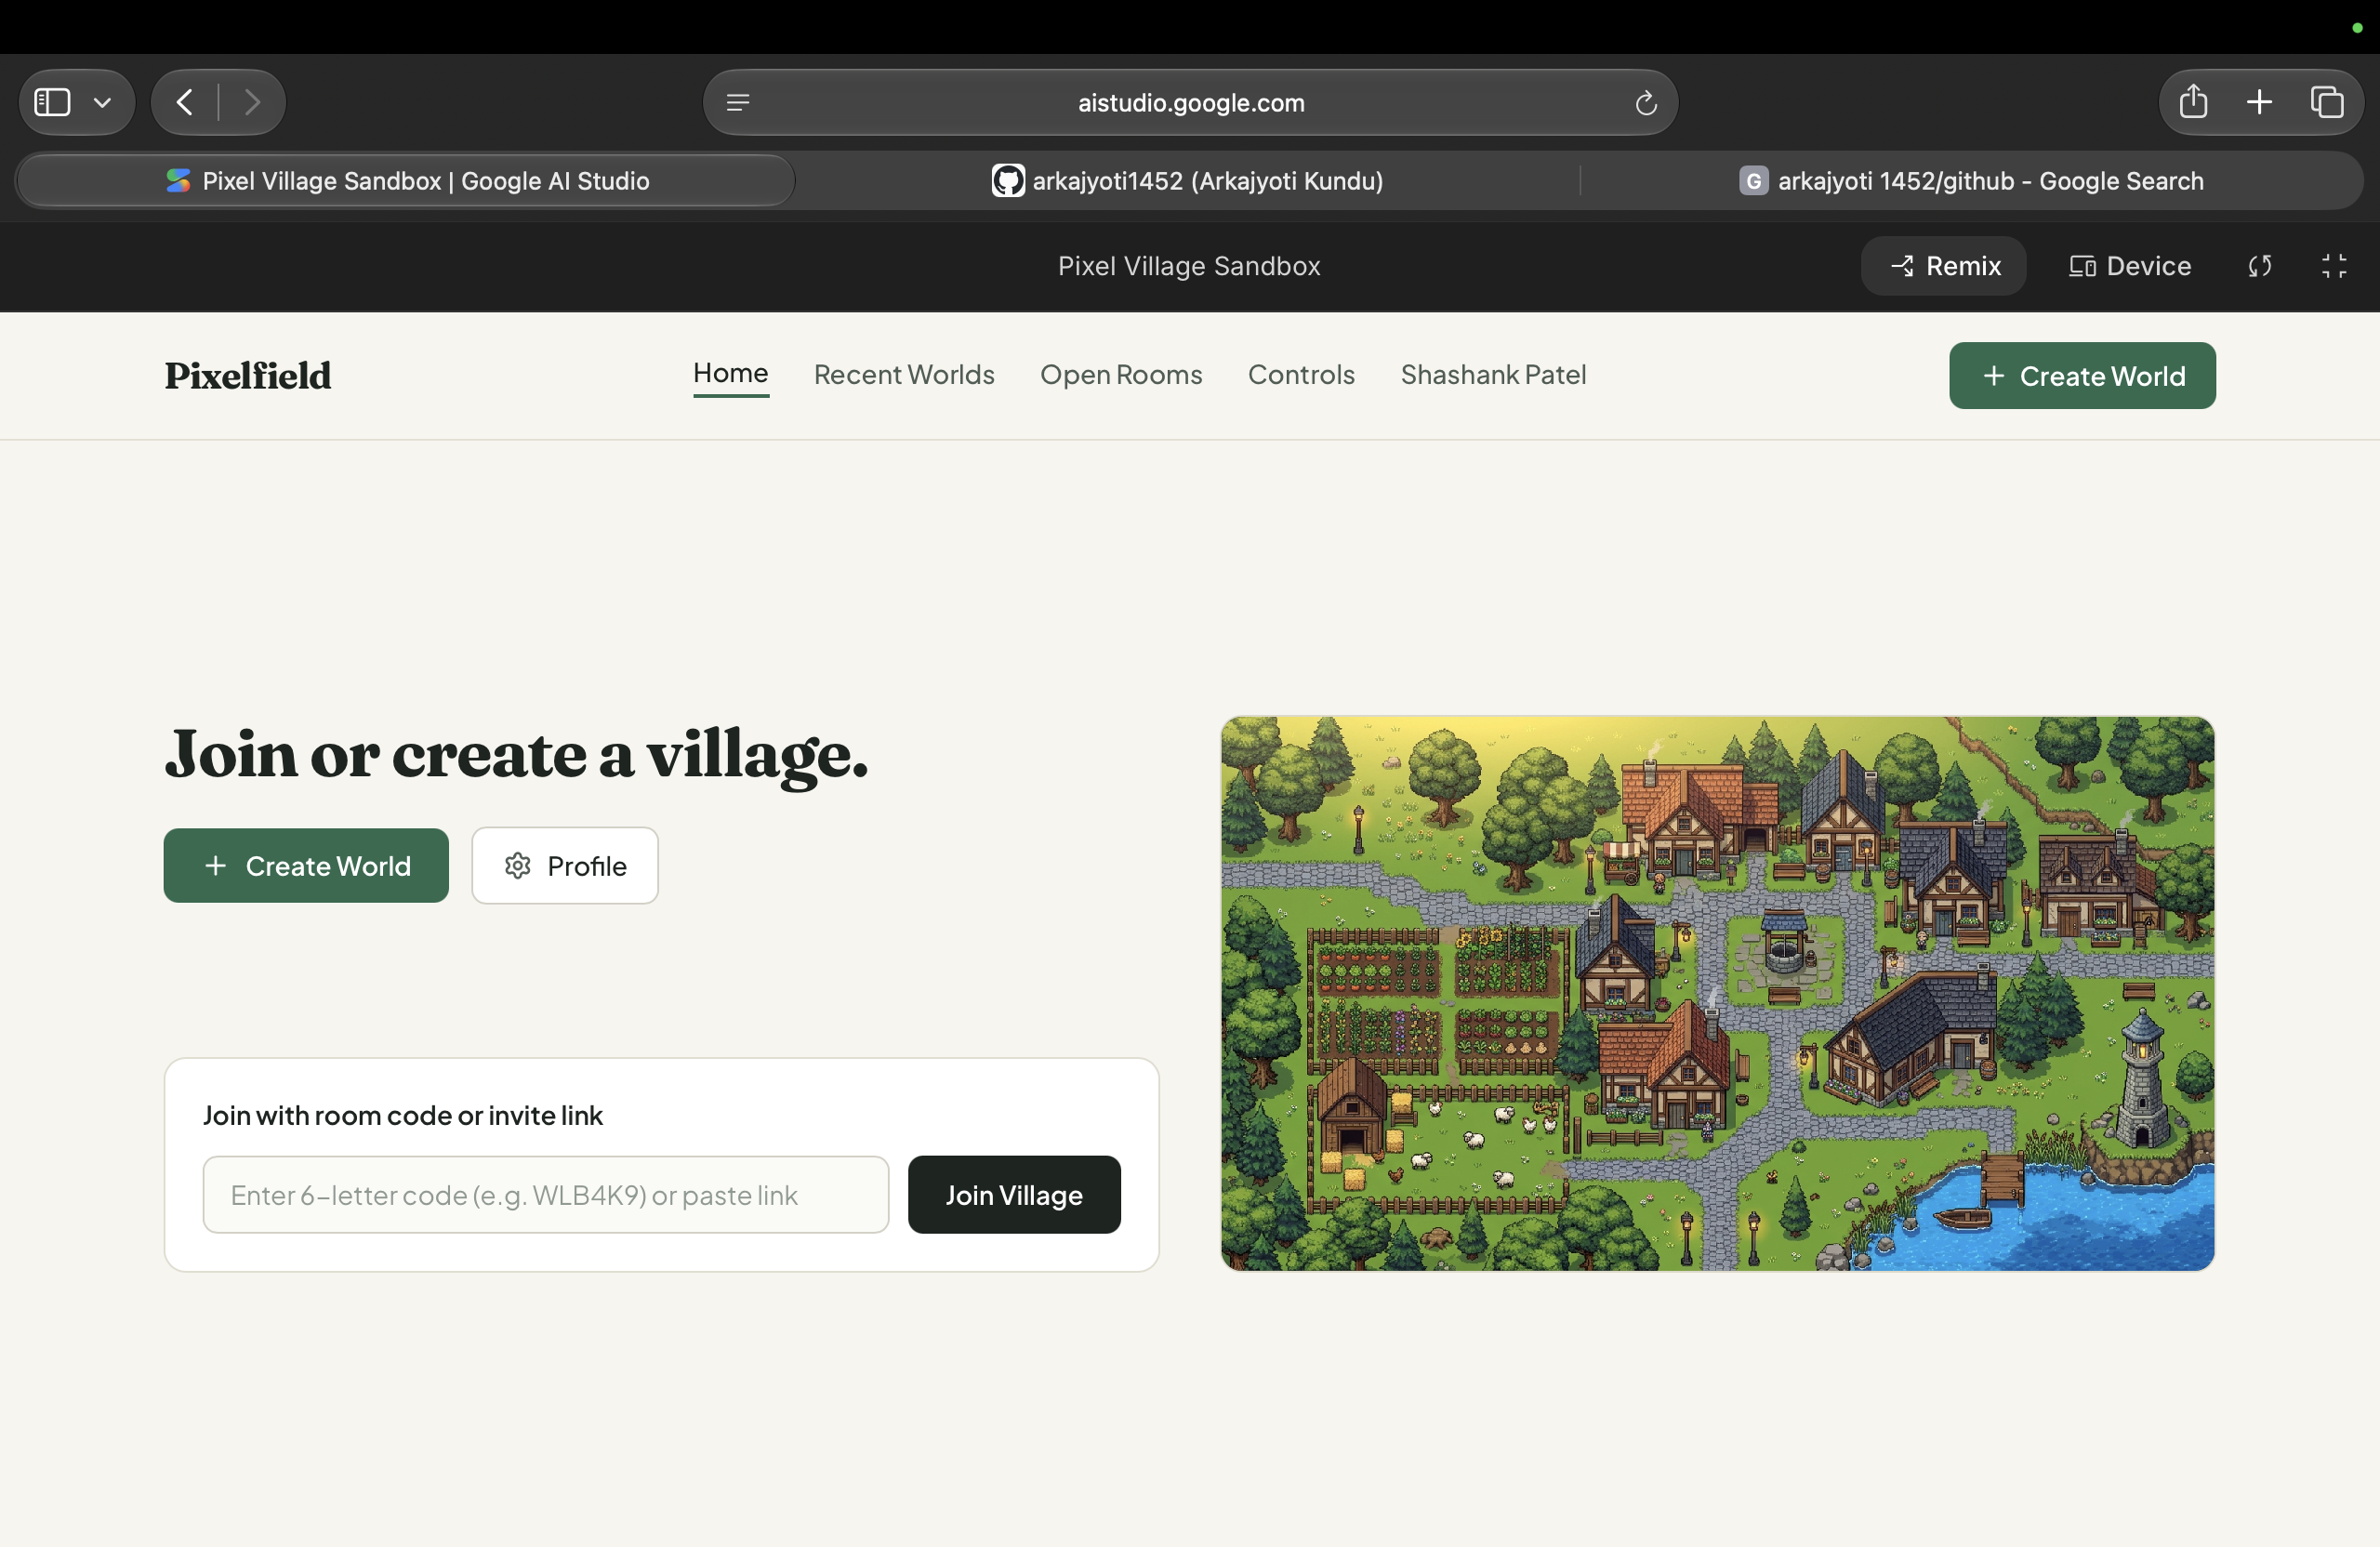 aistudio.google.com
Pixel Village Sandbox | Google AI Studio
arkajyoti1452 (Arkajyoti Kundu)
G
arkajyoti 1452/github - Google Search
Pixel Village Sandbox
Remix
Device
Pixelfield
Home
Recent Worlds
Open Rooms
Controls
Shashank Patel
+ Create World
Join or create a village.
+ Create World
Profile
Join with room code or invite link
Enter 6-letter code (e.g. WLB4K9) or paste link
Join Village